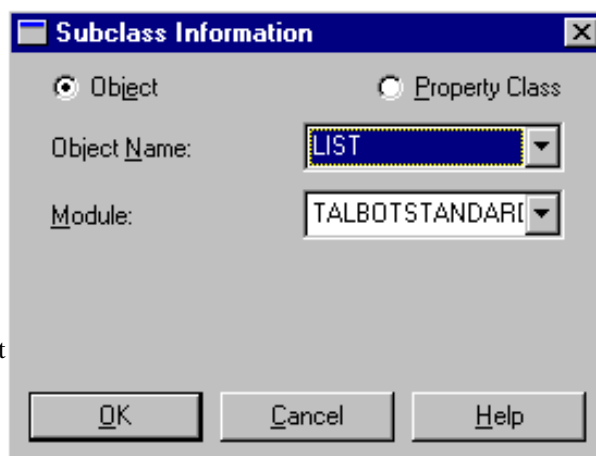 Subclass Information
Object
Property Class
Object Name:
LIST
Module:
TALBOTSTANDARD
t
OK
Cancel
Help